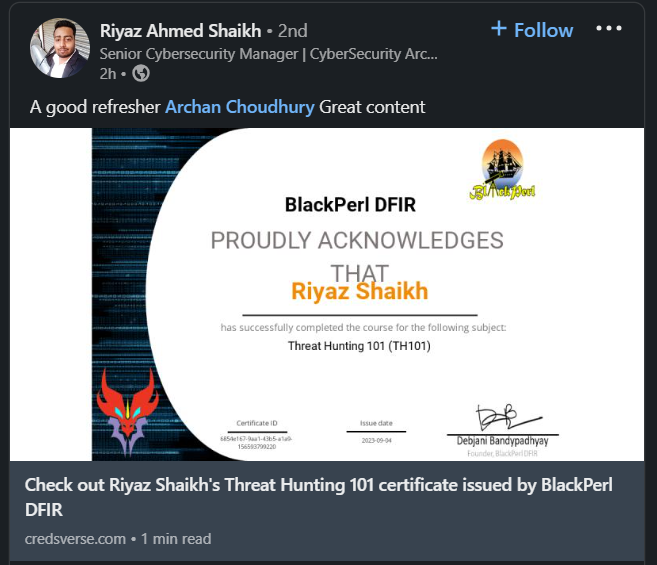 Riyaz Ahmed Shaikh • 2nd
+ Follow
Senior Cybersecurity Manager | CyberSecurity Arc...
2h •
A good refresher Archan Choudhury Great content
BlAckPerl
BlackPerl DFIR
PROUDLY ACKNOWLEDGES
THAT
Riyaz Shaikh
has successfully completed the course for the following subject:
Threat Hunting 101 (TH101)
Certificate ID
6854e167-9aa1-43b5-a1a9-
156593799220
Issue date
2023-09-04
Debjani Bandypadhyay
Founder, BlackPerl DFIR
Check out Riyaz Shaikh's Threat Hunting 101 certificate issued by BlackPerl
DFIR
credsverse.com • 1 min read